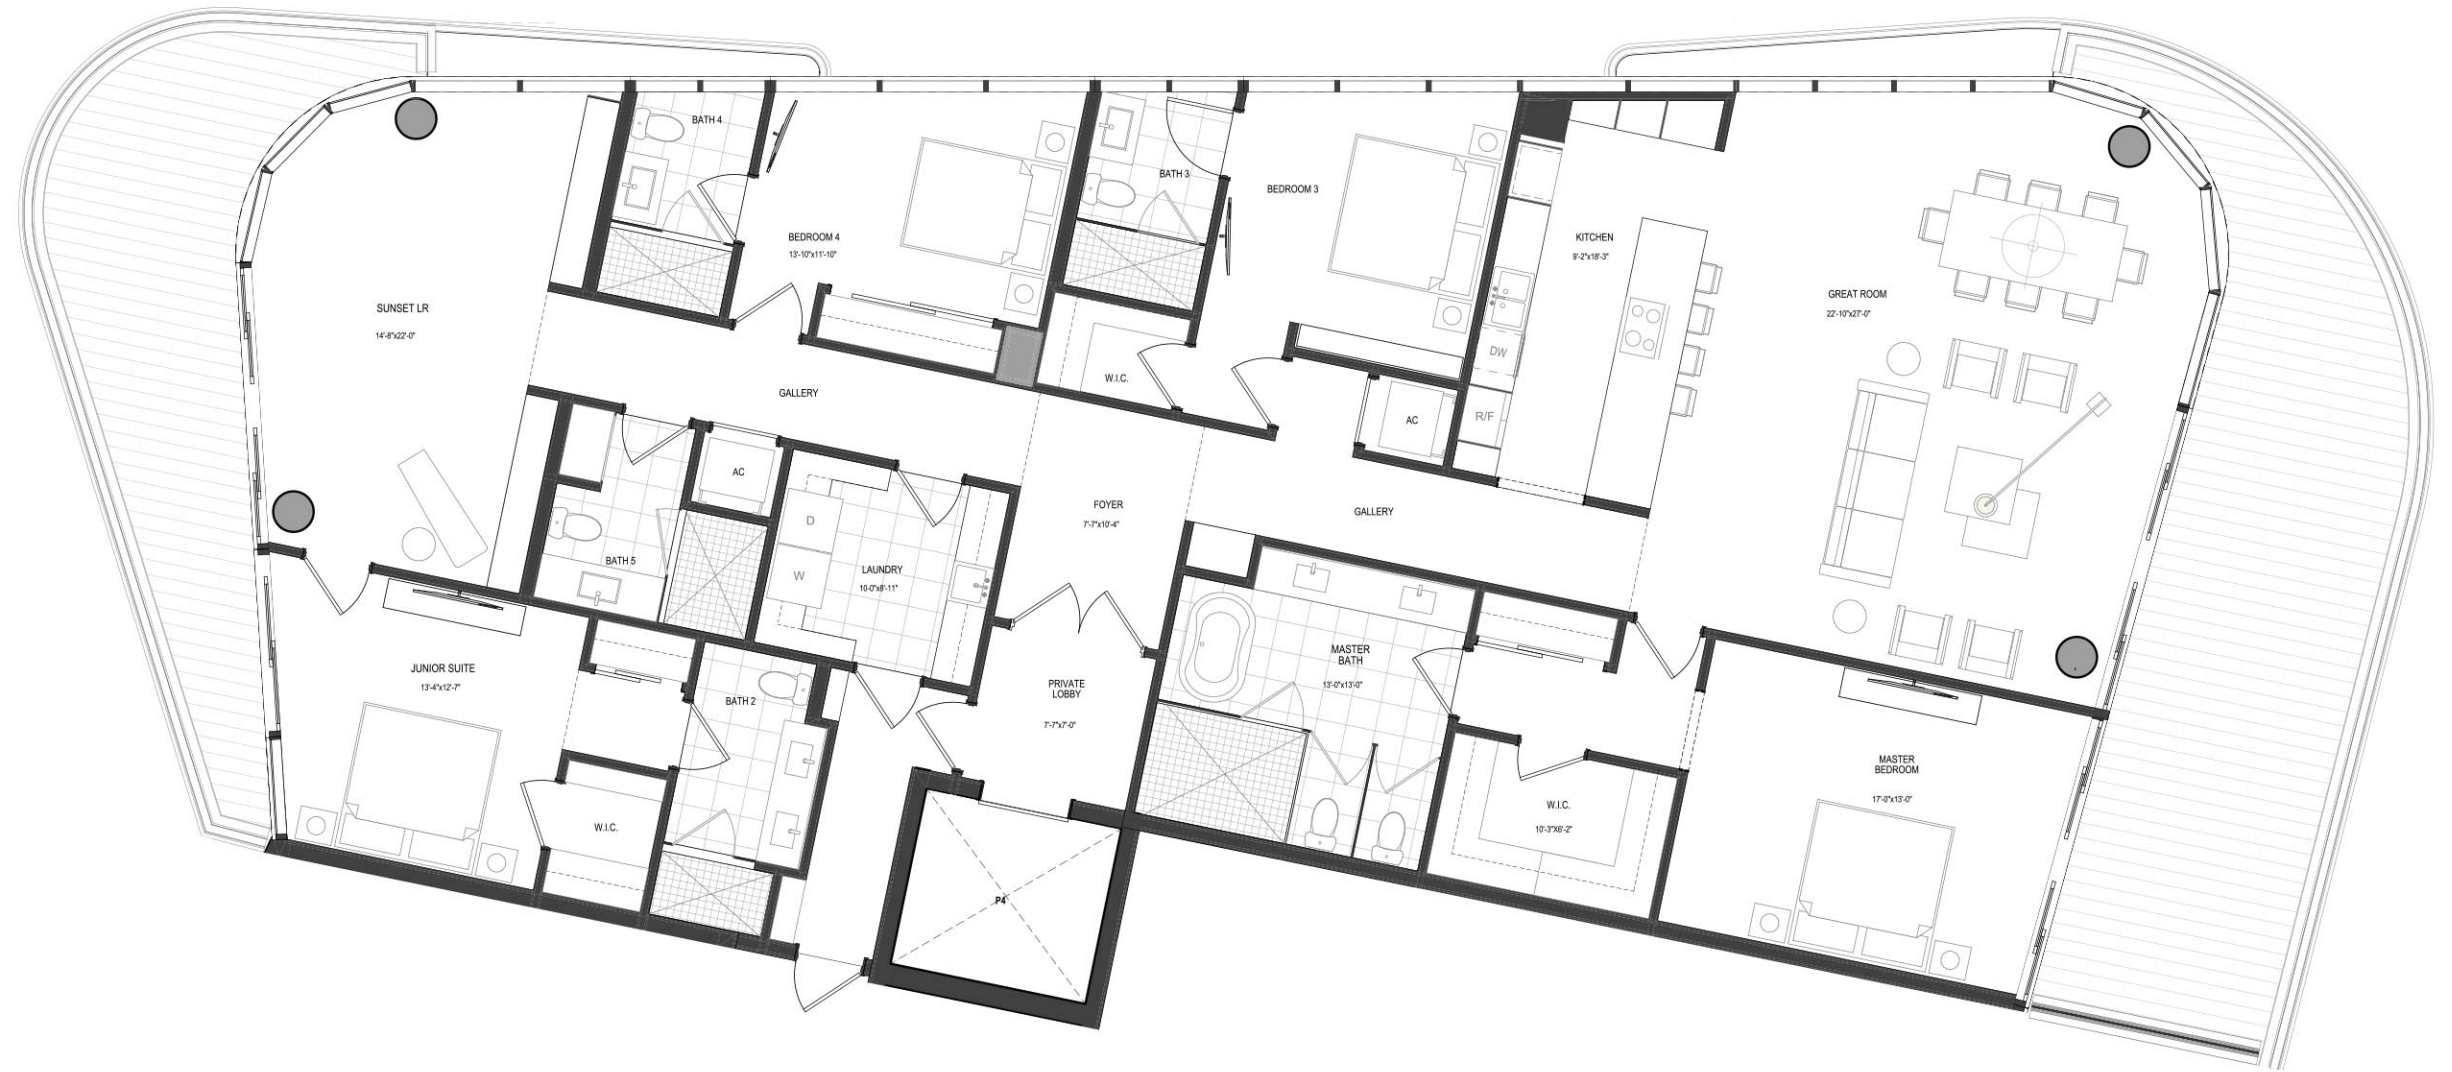 BATH 4
BATH 3
BEDROOM 3
BEDROOM 4
13'-10"x11'-10"
KITCHEN
9'-2"x18'-3"
SUNSET LR
14'-8"x22'-0"
GREAT ROOM
22'-10"x27'-0"
DW
W.I.C.
GALLERY
R/F
AC
AC
FOYER
7'-7"x10'-4"
GALLERY
D
W
BATH 5
LAUNDRY
10-0"x8'-11"
JUNIOR SUITE
13'-4"x12'-7"
BATH 2
PRIVATE
LOBBY
7'-7"x7'-0"
MASTER
BATH
13'-0"x13'-0"
MASTER
BEDROOM
17'-0"x13'-0"
W.I.C.
W.I.C.
10'-3"X6'-2"
P4